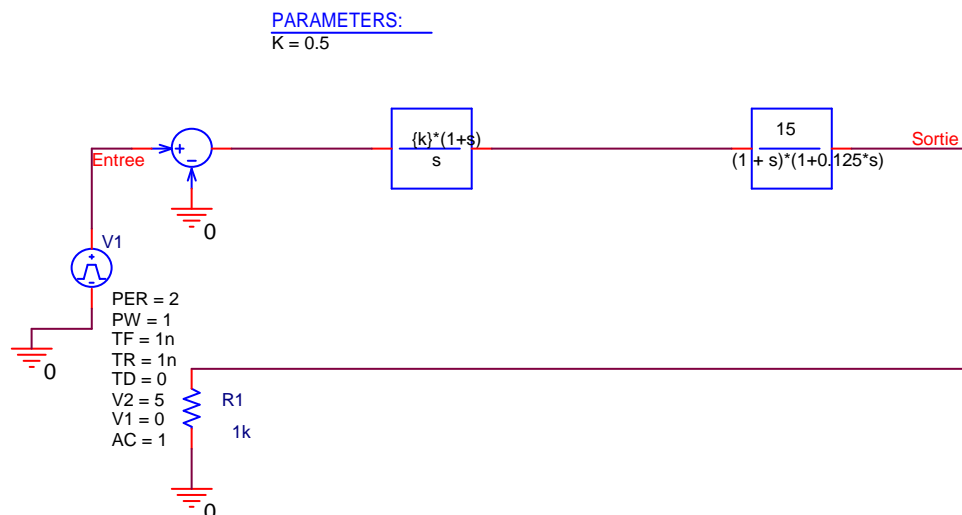 PARAMETERS:
K = 0.5
{k}*(1+s)
s
15
(1 + s)*(1+0.125*s)
Sortie
Entree
+
−
0
V1
+
−
PER = 2
PW = 1
TF = 1n
TR = 1n
TD = 0
V2 = 5
V1 = 0
AC = 1
0
R1
1k
0